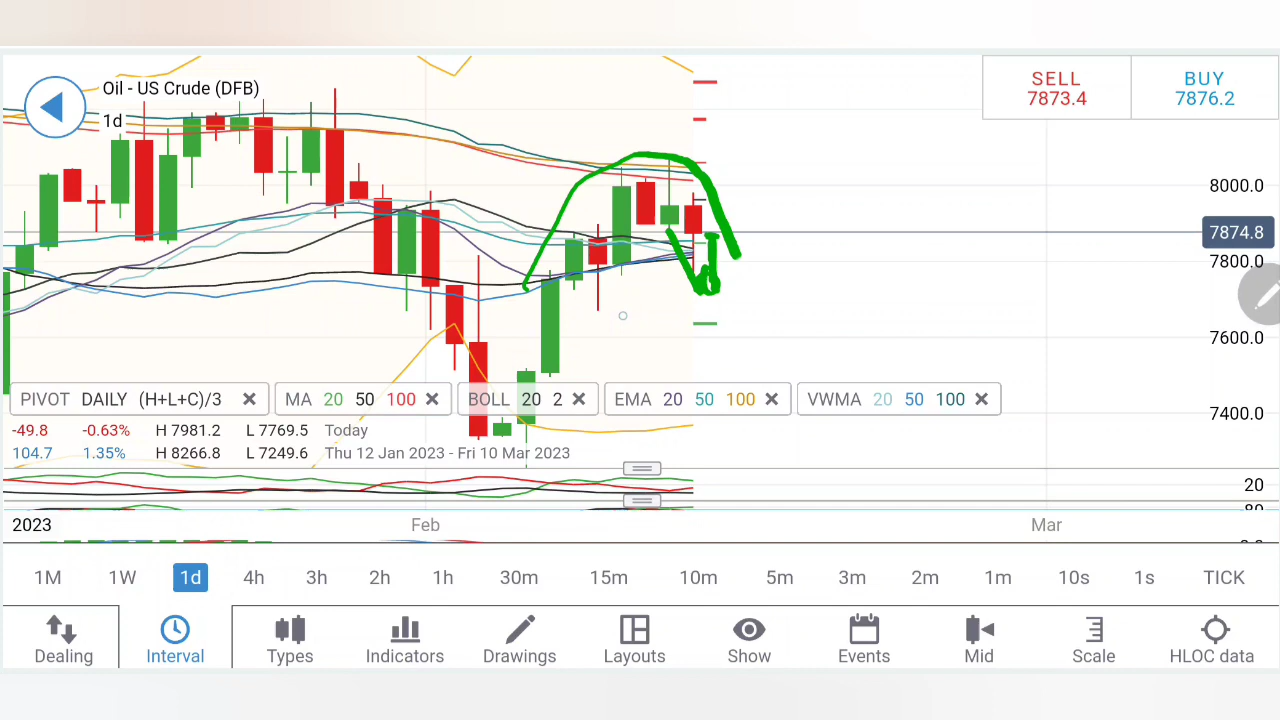 Oil - US Crude (DFB)
1d
SELL
7873.4
BUY
7876.2
8000.0
7874.8
7800.0
7600.0
7400.0
PIVOT DAILY (H+L+C)/3
MA 20 50 100
BOLL 20 2
EMA 20 50 100
VWMA 20 50 100
-49.8 -0.63% H 7981.2 L 7769.5 Today
104.7 1.35% H 8266.8 L 7249.6 Thu 12 Jan 2023 - Fri 10 Mar 2023
20
2023 Feb Mar
1M 1W 1d 4h 3h 2h 1h 30m 15m 10m 5m 3m 2m 1m 10s 1s TICK
Dealing Interval Types Indicators Drawings Layouts Show Events Mid Scale HLOC data